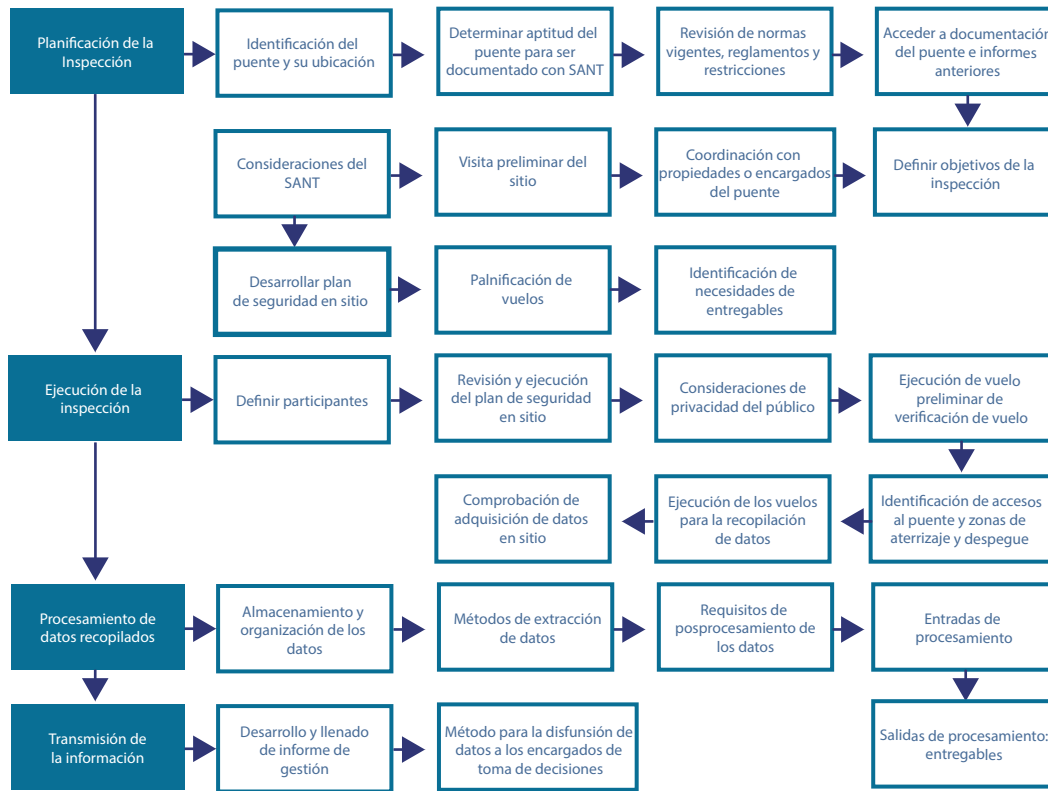 Planificación de la
Inspección
Identificación del
puente y su ubicación
Determinar aptitud del
puente para ser
documentado con SANT
Revisión de normas
vigentes, reglamentos y
restricciones
Acceder a documentación
del puente e informes
anteriores
Consideraciones del
SANT
Visita preliminar del
sitio
Coordinación con
propiedades o encargados
del puente
Definir objetivos de la
inspección
Desarrollar plan
de seguridad en sitio
Palnificación de
vuelos
Identificación de
necesidades de
entregables
Ejecución de la
inspección
Definir participantes
Revisión y ejecución
del plan de seguridad
en sitio
Consideraciones de
privacidad del público
Ejecución de vuelo
preliminar de
verificación de vuelo
Comprobación de
adquisición de datos
en sitio
Ejecución de los vuelos
para la recopilación
de datos
Identificación de accesos
al puente y zonas de
aterrizaje y despegue
Procesamiento de
datos recopilados
Almacenamiento y
organización de los
datos
Métodos de extracción
de datos
Requisitos de
posprocesamiento de
los datos
Entradas de
procesamiento
Transmisión de
la información
Desarrollo y llenado
de informe de
gestión
Método para la disfunsión de
datos a los encargados de
toma de decisiones
Salidas de procesamiento:
entregables